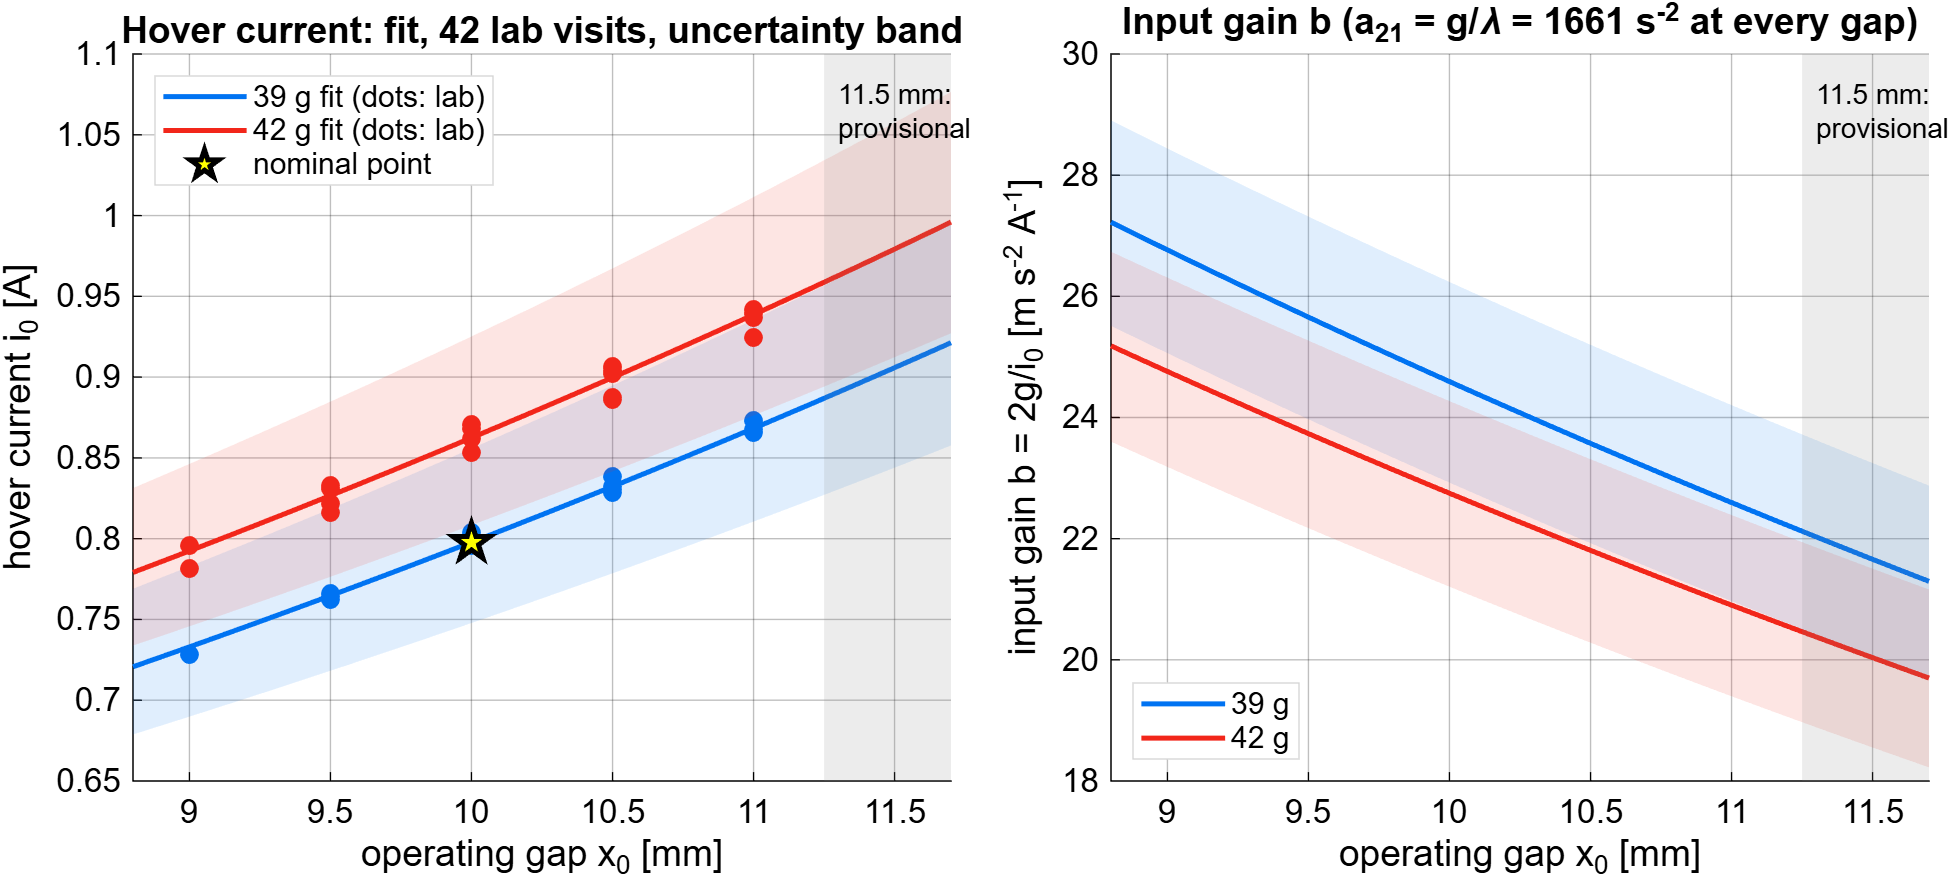 Hover current: fit, 42 lab visits, uncertainty band
1.1
1.05
1
0.95
0.9
0.85
0.8
0.75
0.7
0.65
hover current i₀ [A]
39 g fit (dots: lab)
42 g fit (dots: lab)
nominal point
11.5 mm:
provisional
9
9.5
10
10.5
11
11.5
operating gap x₀ [mm]
Input gain b (a₂₁ = g/λ = 1661 s⁻² at every gap)
30
28
26
24
22
20
18
input gain b = 2g/i₀ [m s⁻² A⁻¹]
11.5 mm:
provisional
39 g
42 g
9
9.5
10
10.5
11
11.5
operating gap x₀ [mm]